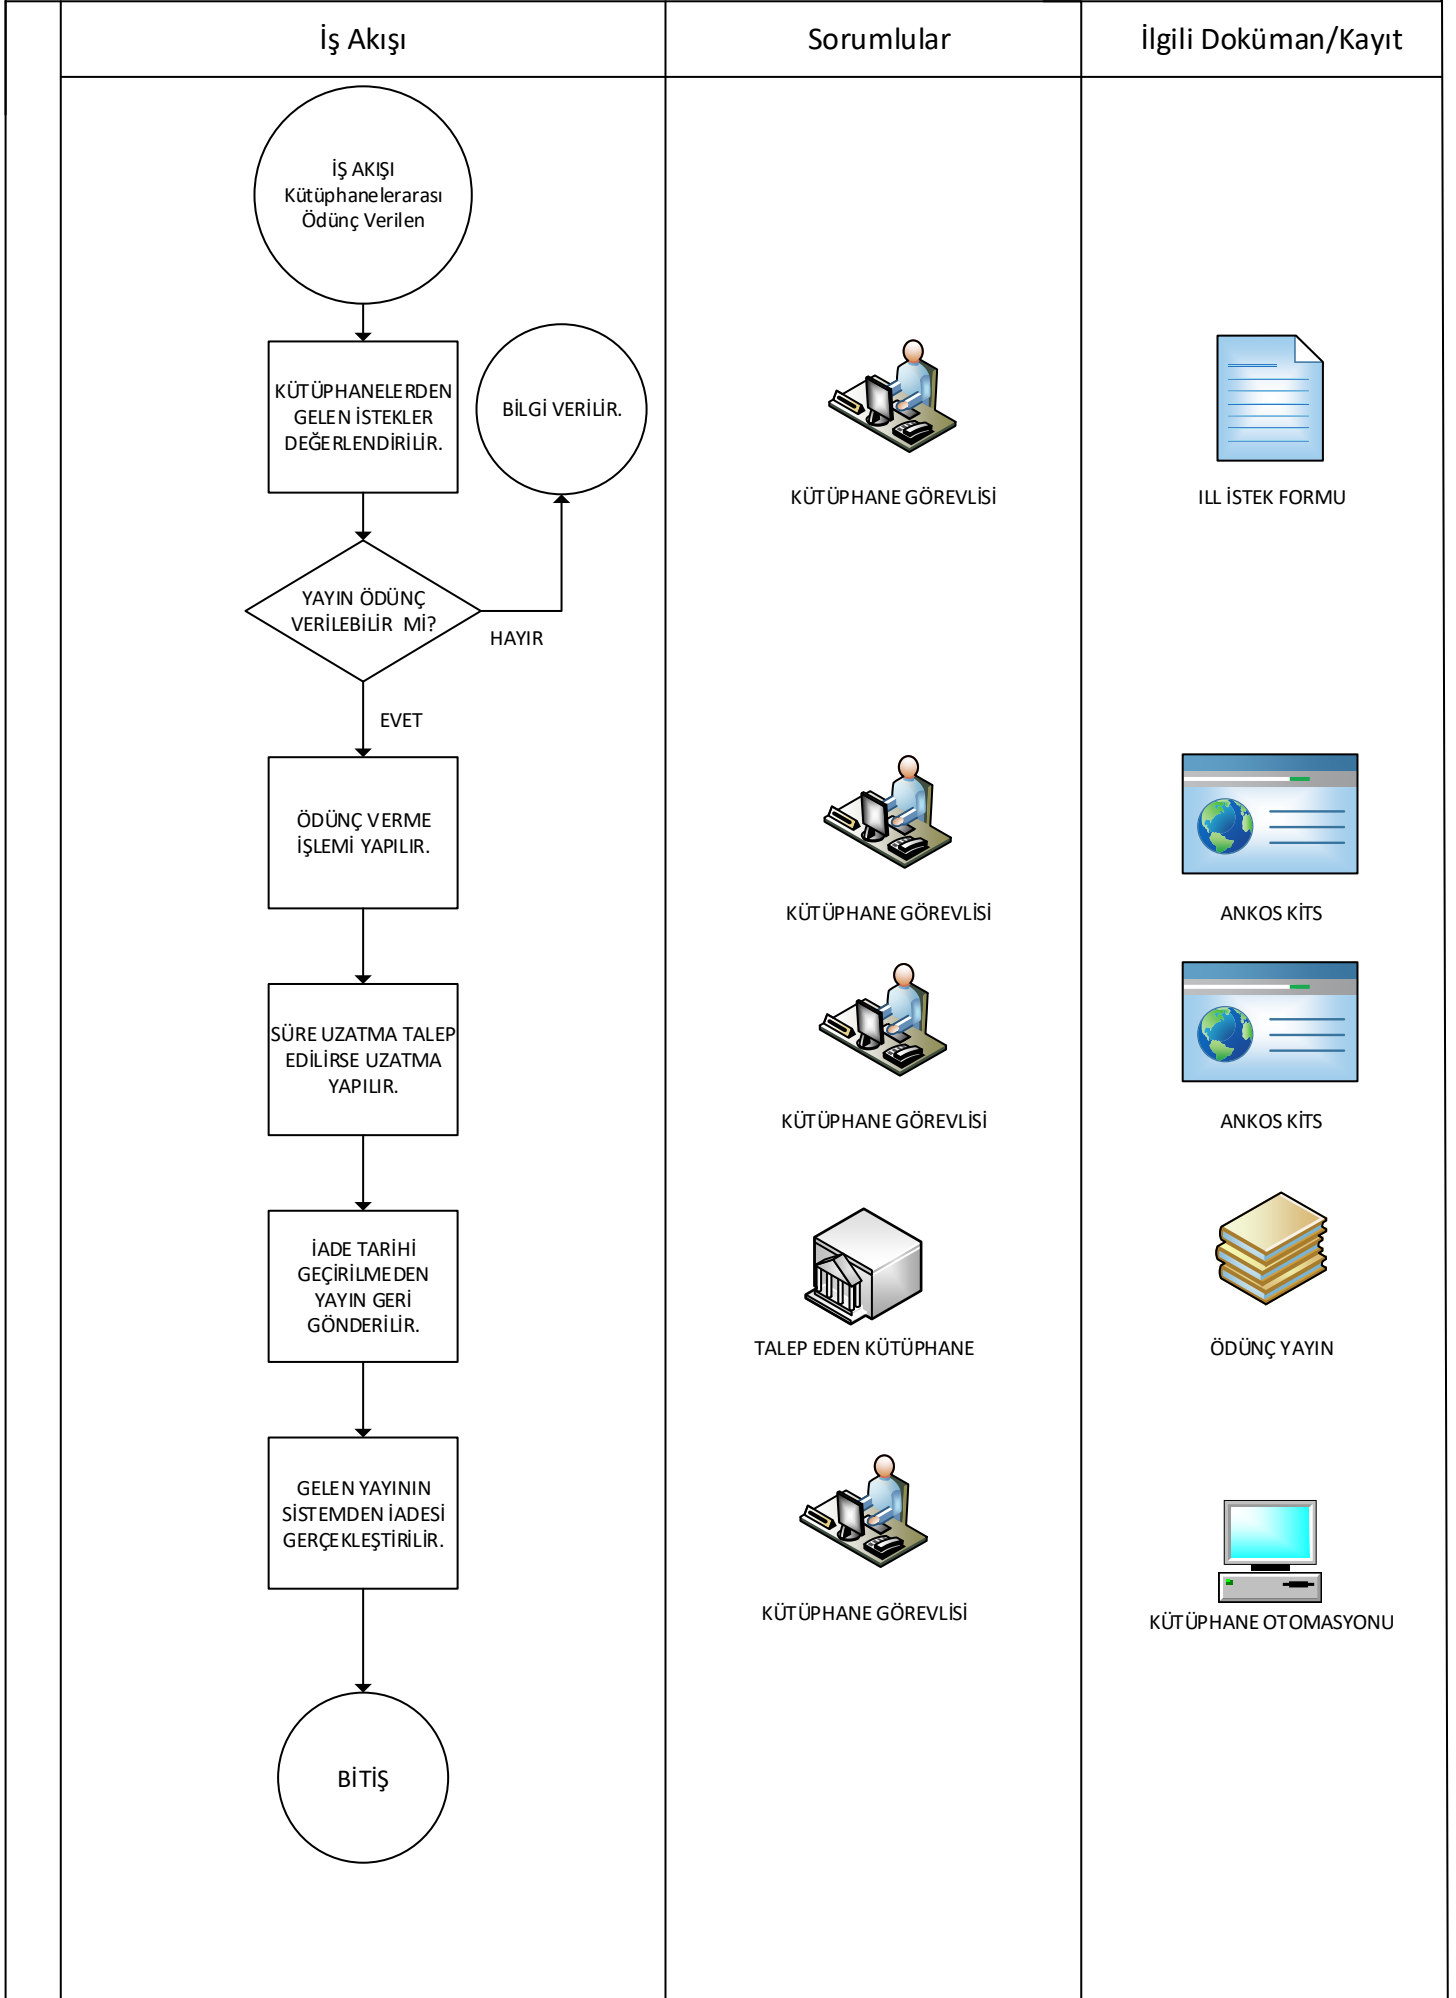 İş Akışı
Sorumlular
İlgili Doküman/Kayıt
İŞ AKIŞI
Kütüphanelerarası
Ödünç Verilen
KÜTÜPHANELERDEN
GELEN İSTEKLER
DEĞERLENDİRİLİR.
BİLGİ VERİLİR.
KÜTÜPHANE GÖREVLİSİ
ILL İSTEK FORMU
YAYIN ÖDÜNÇ
VERİLEBİLİR Mİ?
HAYIR
EVET
ÖDÜNÇ VERME
İŞLEMİ YAPILIR.
KÜTÜPHANE GÖREVLİSİ
ANKOS KİTS
SÜRE UZATMA TALEP
EDİLİRSE UZATMA
YAPILIR.
KÜTÜPHANE GÖREVLİSİ
ANKOS KİTS
İADE TARİHİ
GEÇİRİLMEDEN
YAYIN GERİ
GÖNDERİLİR.
TALEP EDEN KÜTÜPHANE
ÖDÜNÇ YAYIN
GELEN YAYININ
SİSTEMDEN İADESİ
GERÇEKLEŞTİRİLİR.
KÜTÜPHANE GÖREVLİSİ
KÜTÜPHANE OTOMASYONU
BİTİŞ